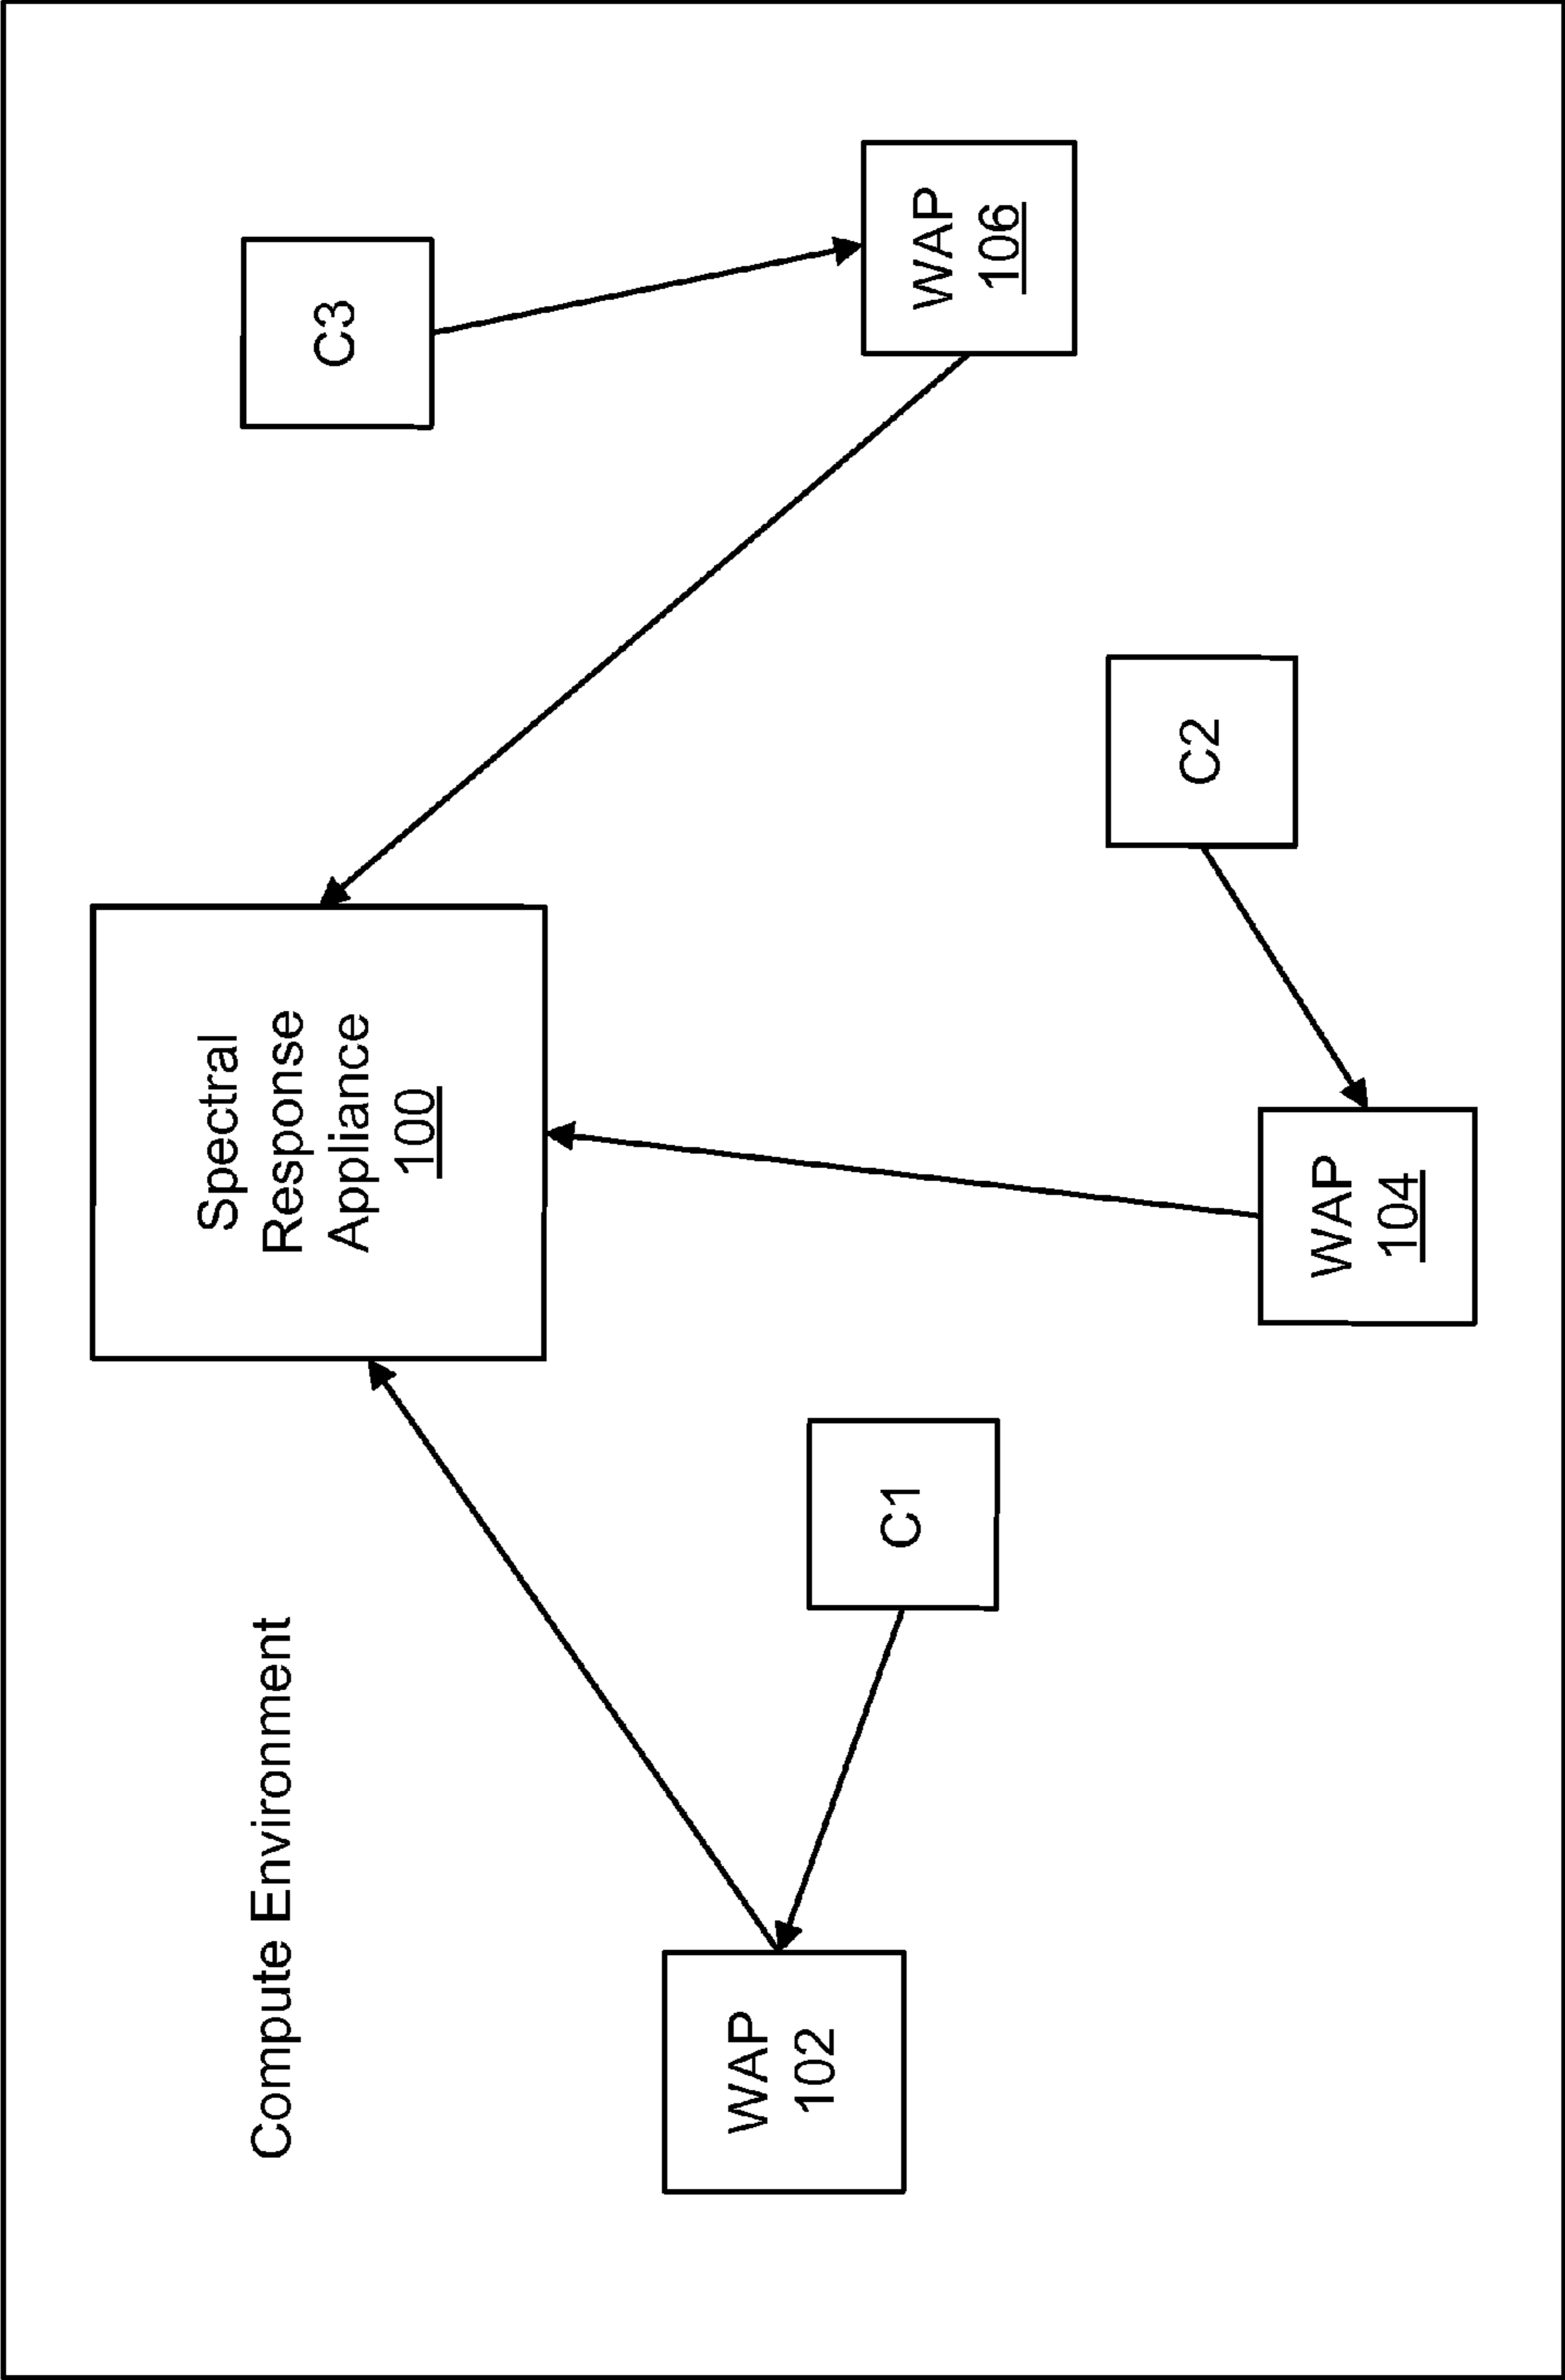 Compute Environment
Spectral
Response
Appliance
100
C3
WAP
106
C1
C2
WAP
102
WAP
104